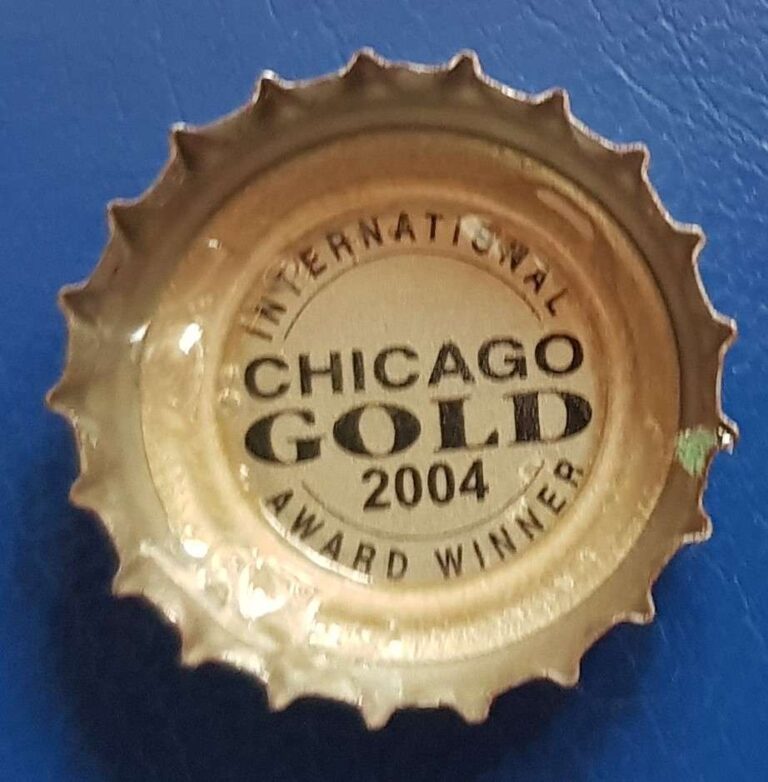 INTERNATIONAL
CHICAGO
GOLD
2004
AWARD WINNER